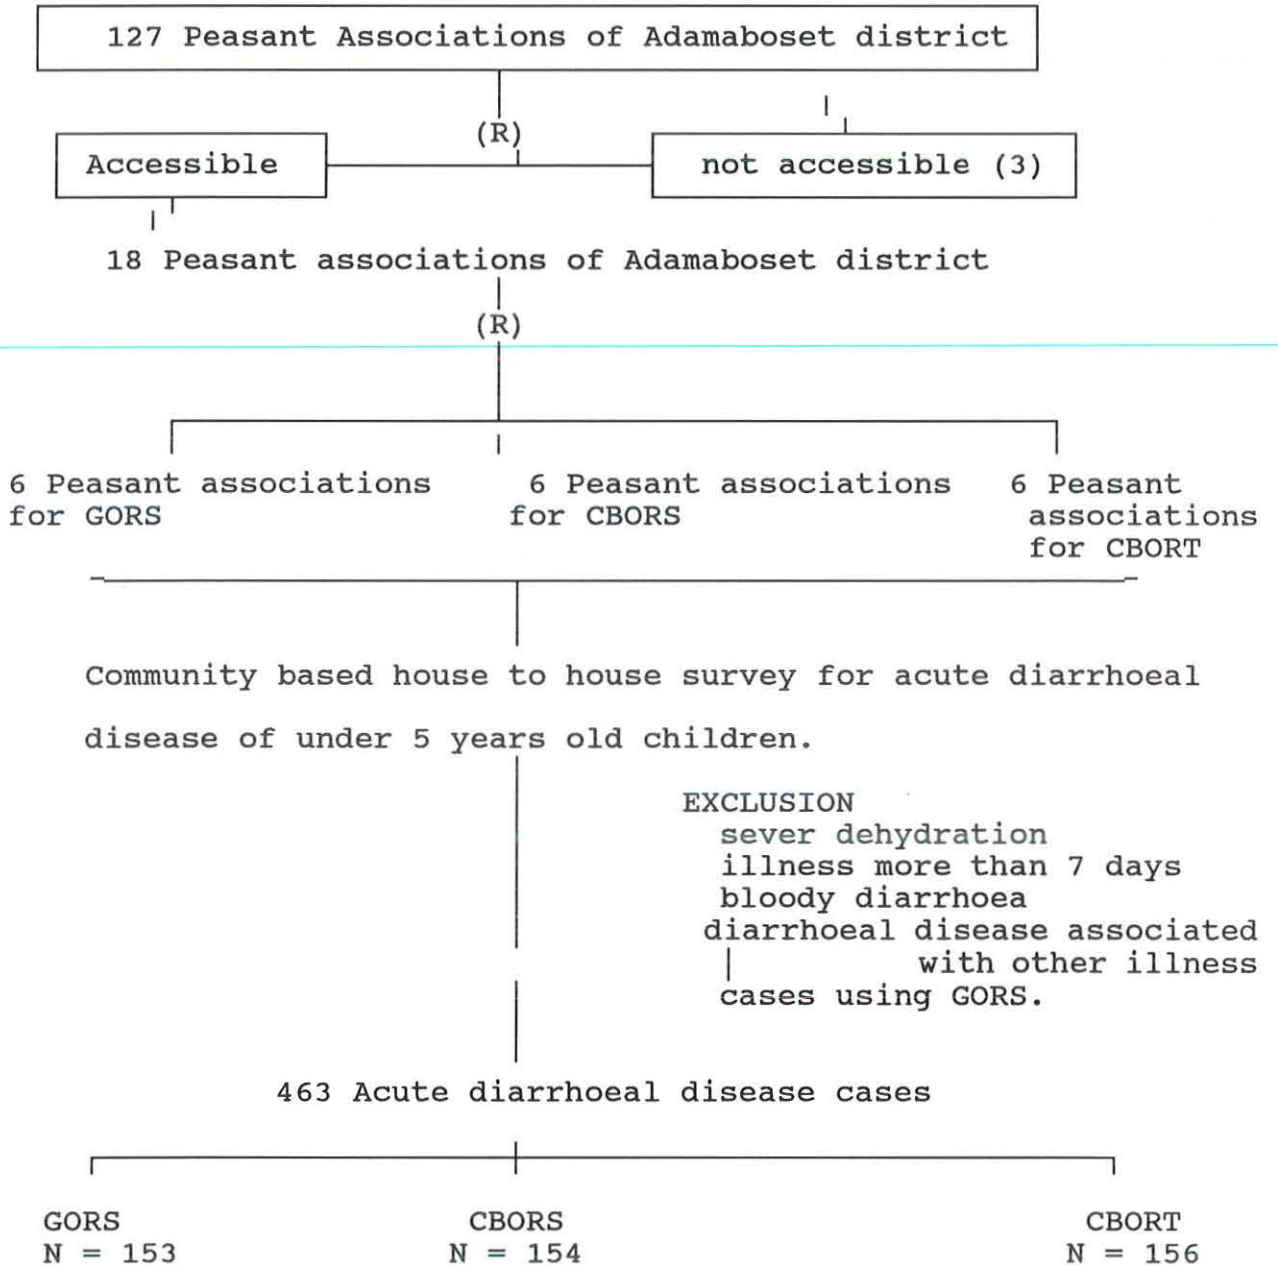 127 Peasant Associations of Adamaboset district
(R)
Accessible
not accessible (3)
18 Peasant associations of Adamaboset district
(R)
6 Peasant associations
for GORS
6 Peasant associations
for CBORS
6 Peasant
associations
for CBORT
Community based house to house survey for acute diarrhoeal
disease of under 5 years old children.
EXCLUSION
sever dehydration
illness more than 7 days
bloody diarrhoea
diarrhoeal disease associated
with other illness
cases using GORS.
463 Acute diarrhoeal disease cases
GORS
N = 153
CBORS
N = 154
CBORT
N = 156